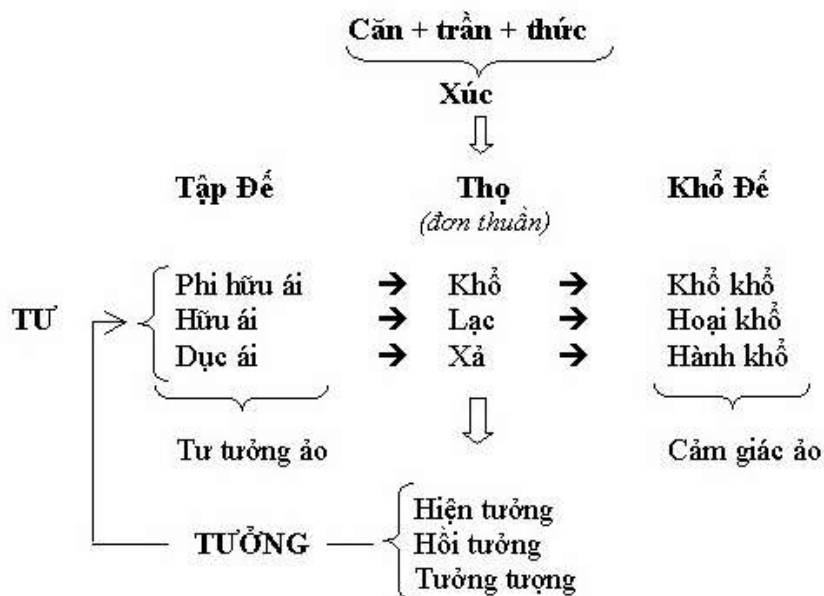 Căn + trần + thức
Xúc
Tập Đế Thọ Khổ Đế
(đơn thuần)
Phi hữu ái → Khổ → Khổ khổ
TƯ Hữu ái → Lạc → Hoại khổ
Dục ái → Xả → Hành khổ
Tư tưởng ảo Cảm giác ảo
Hiện tưởng
TƯỞNG Hồi tưởng
Tưởng tượng